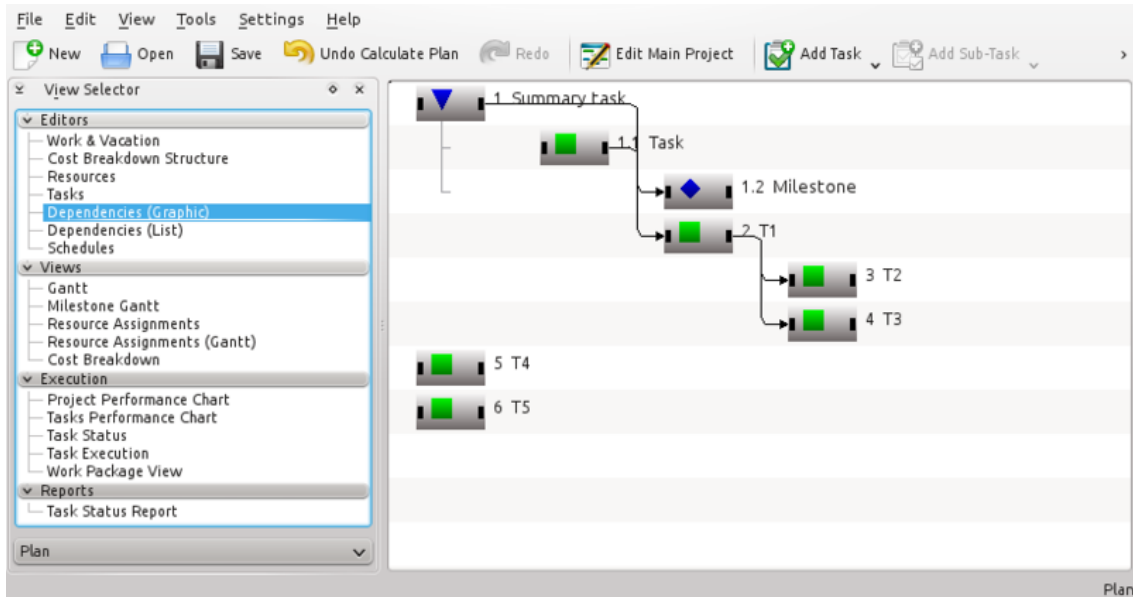 File Edit View Tools Settings Help
New Open Save Undo Calculate Plan Redo Edit Main Project Add Task Add Sub-Task
View Selector
Editors
Work & Vacation
Cost Breakdown Structure
Resources
Tasks
Dependencies (Graphic)
Dependencies (List)
Schedules
Views
Gantt
Milestone Gantt
Resource Assignments
Resource Assignments (Gantt)
Cost Breakdown
Execution
Project Performance Chart
Tasks Performance Chart
Task Status
Task Execution
Work Package View
Reports
Task Status Report
Plan
1 Summary task
1.1 Task
1.2 Milestone
2 T1
3 T2
4 T3
5 T4
6 T5
Plan